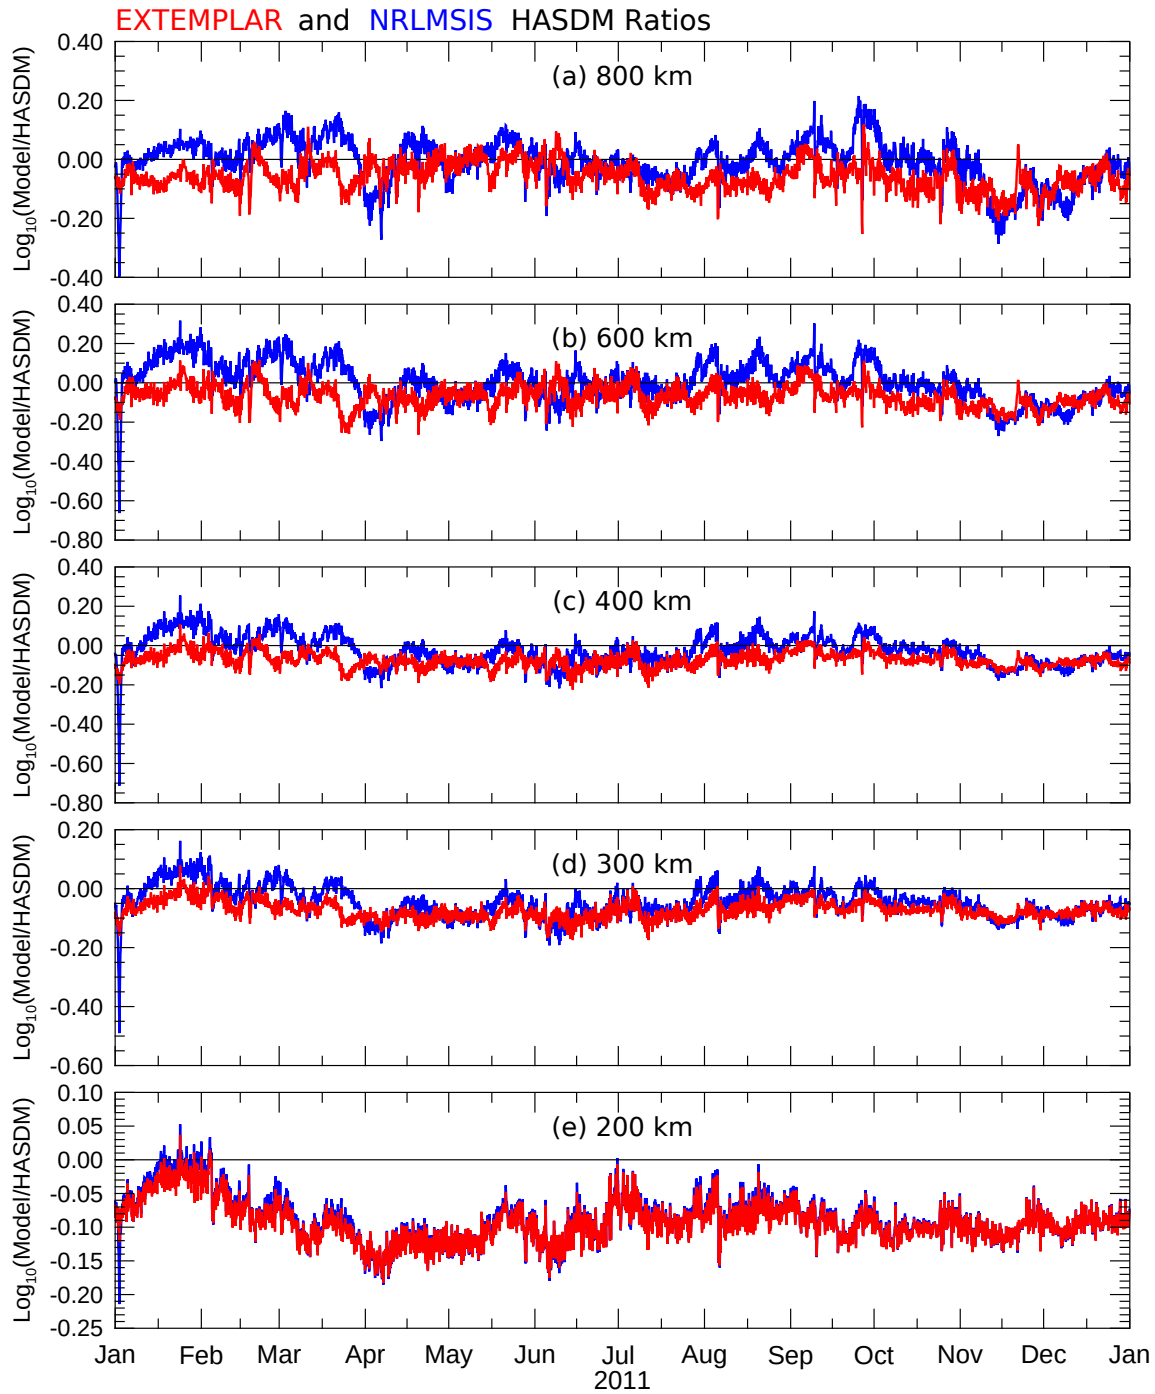 EXTEMPLAR and NRLMSIS HASDM Ratios
(a) 800 km
Log₁₀(Model/HASDM)
0.40
0.20
0.00
-0.20
-0.40
(b) 600 km
Log₁₀(Model/HASDM)
0.40
0.20
0.00
-0.20
-0.40
-0.60
-0.80
(c) 400 km
Log₁₀(Model/HASDM)
0.40
0.20
0.00
-0.20
-0.40
-0.60
-0.80
(d) 300 km
Log₁₀(Model/HASDM)
0.20
0.00
-0.20
-0.40
-0.60
(e) 200 km
Log₁₀(Model/HASDM)
0.10
0.05
0.00
-0.05
-0.10
-0.15
-0.20
-0.25
Jan Feb Mar Apr May Jun Jul Aug Sep Oct Nov Dec Jan
2011